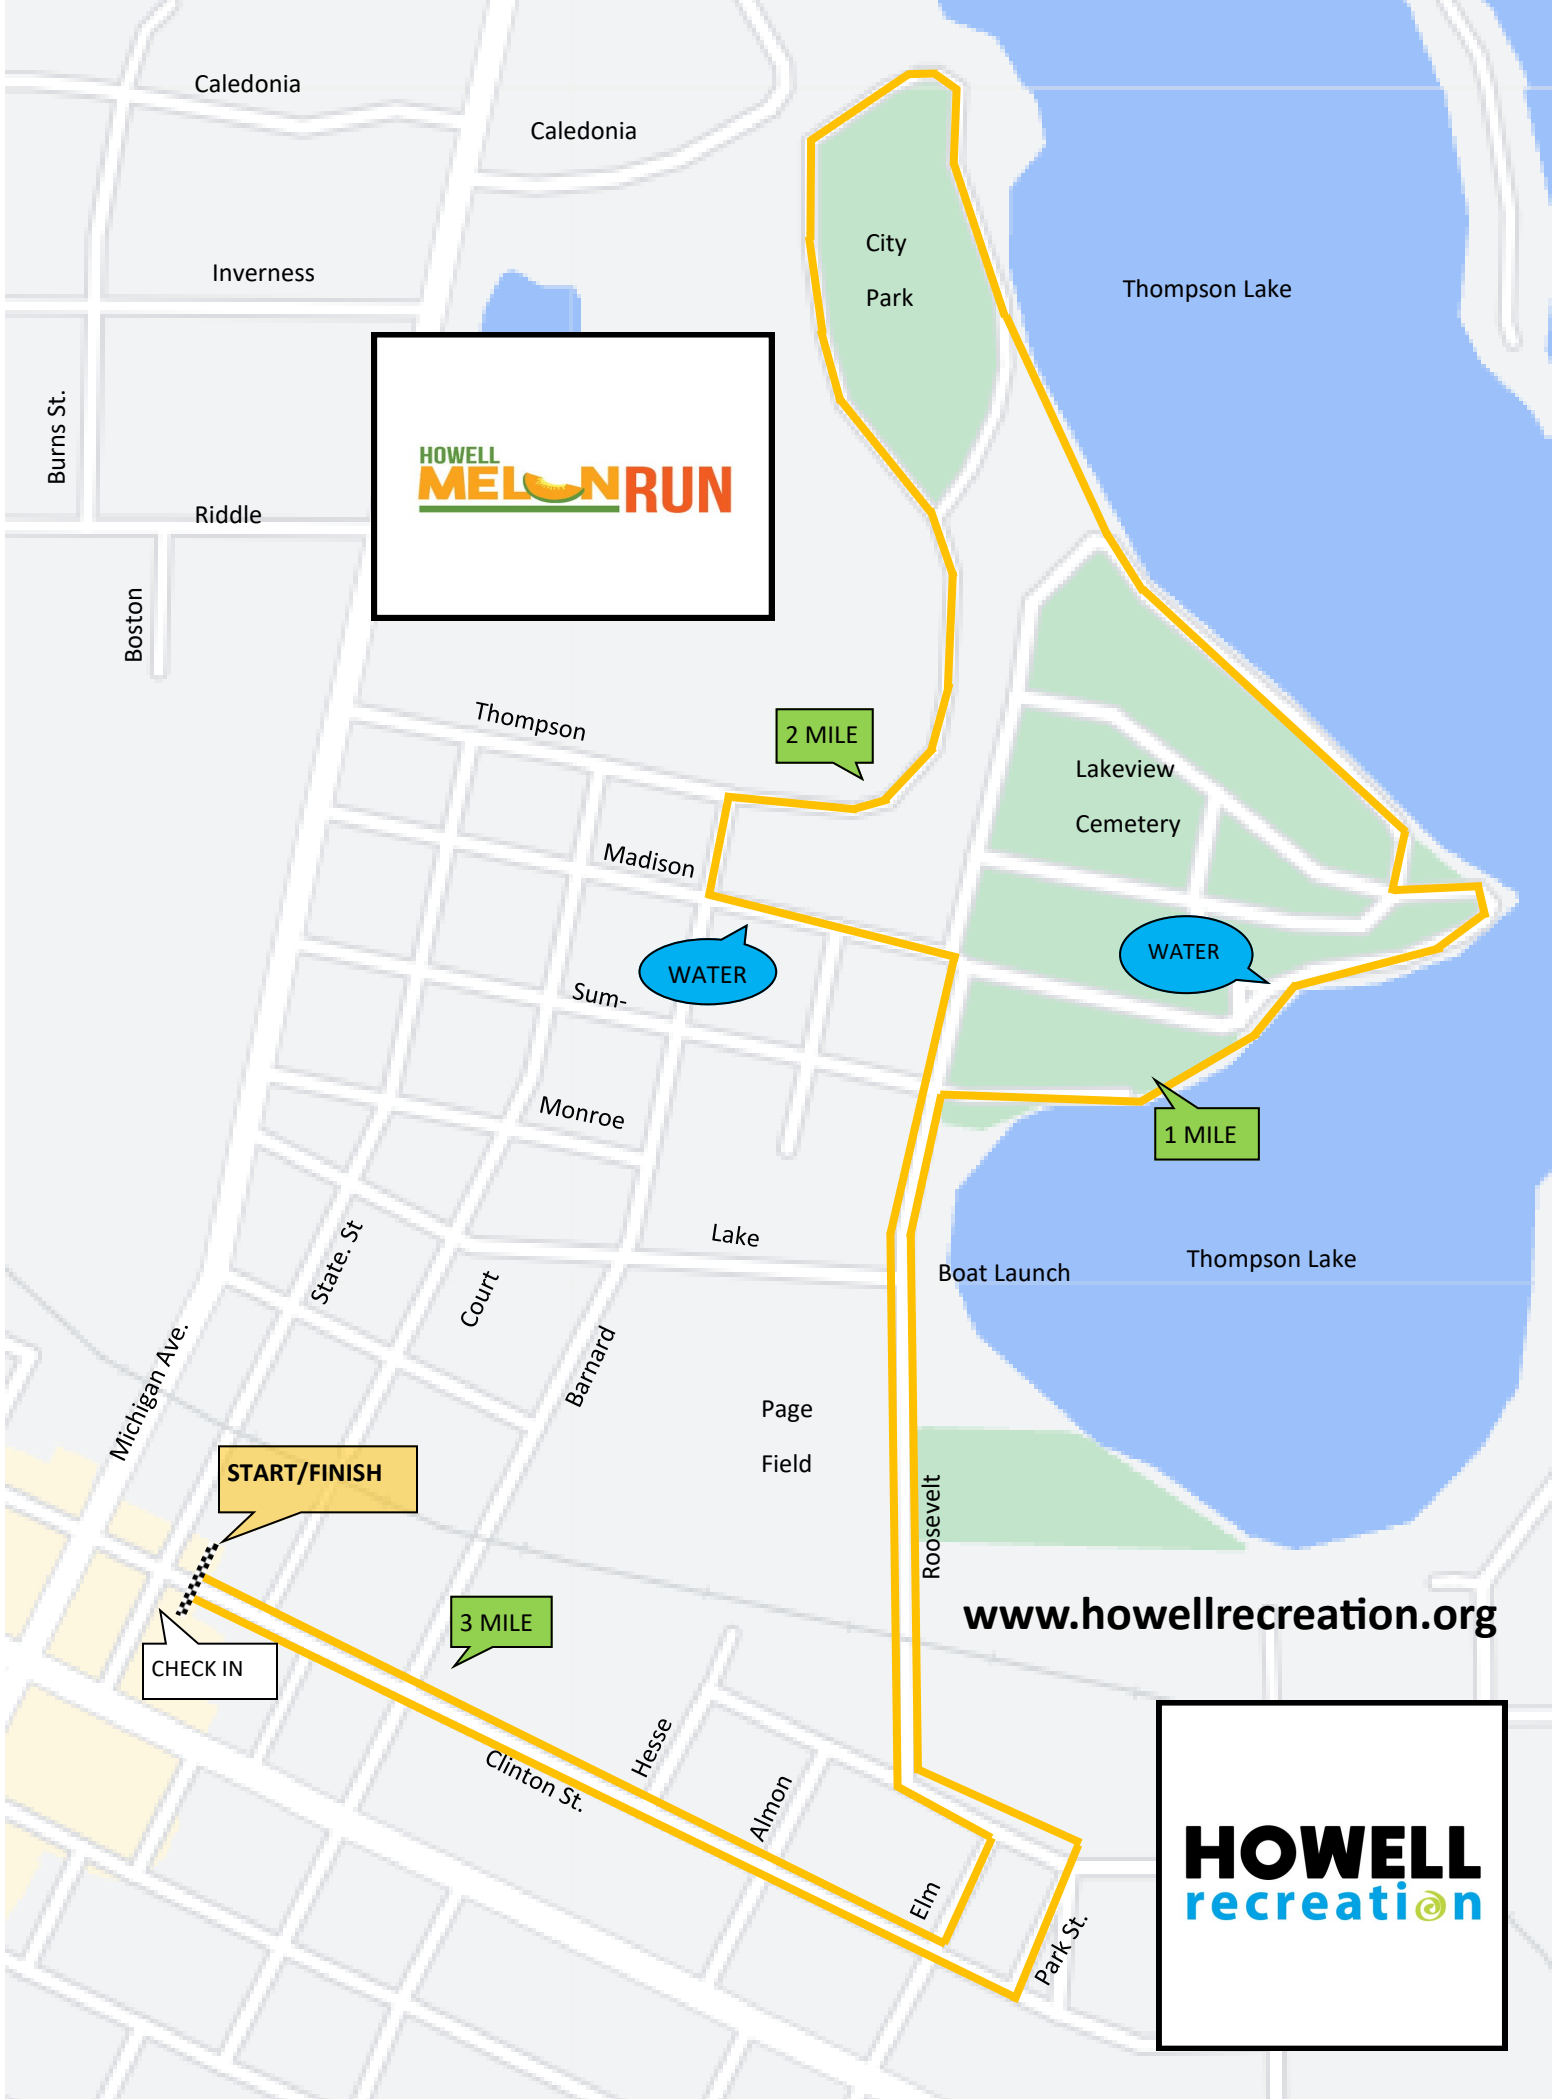 Caledonia
Caledonia
City
Park
Inverness
Thompson Lake
Burns St.
HOWELL
MELON RUN
Riddle
Boston
Thompson
2 MILE
Lakeview
Cemetery
Madison
WATER
WATER
Sum-
Monroe
1 MILE
State. St
Lake
Court
Boat Launch
Thompson Lake
Michigan Ave.
Barnard
Page
Field
START/FINISH
Roosevelt
www.howellrecreation.org
3 MILE
CHECK IN
Hesse
Clinton St.
Almon
Elm
Park St.
HOWELL
recreation